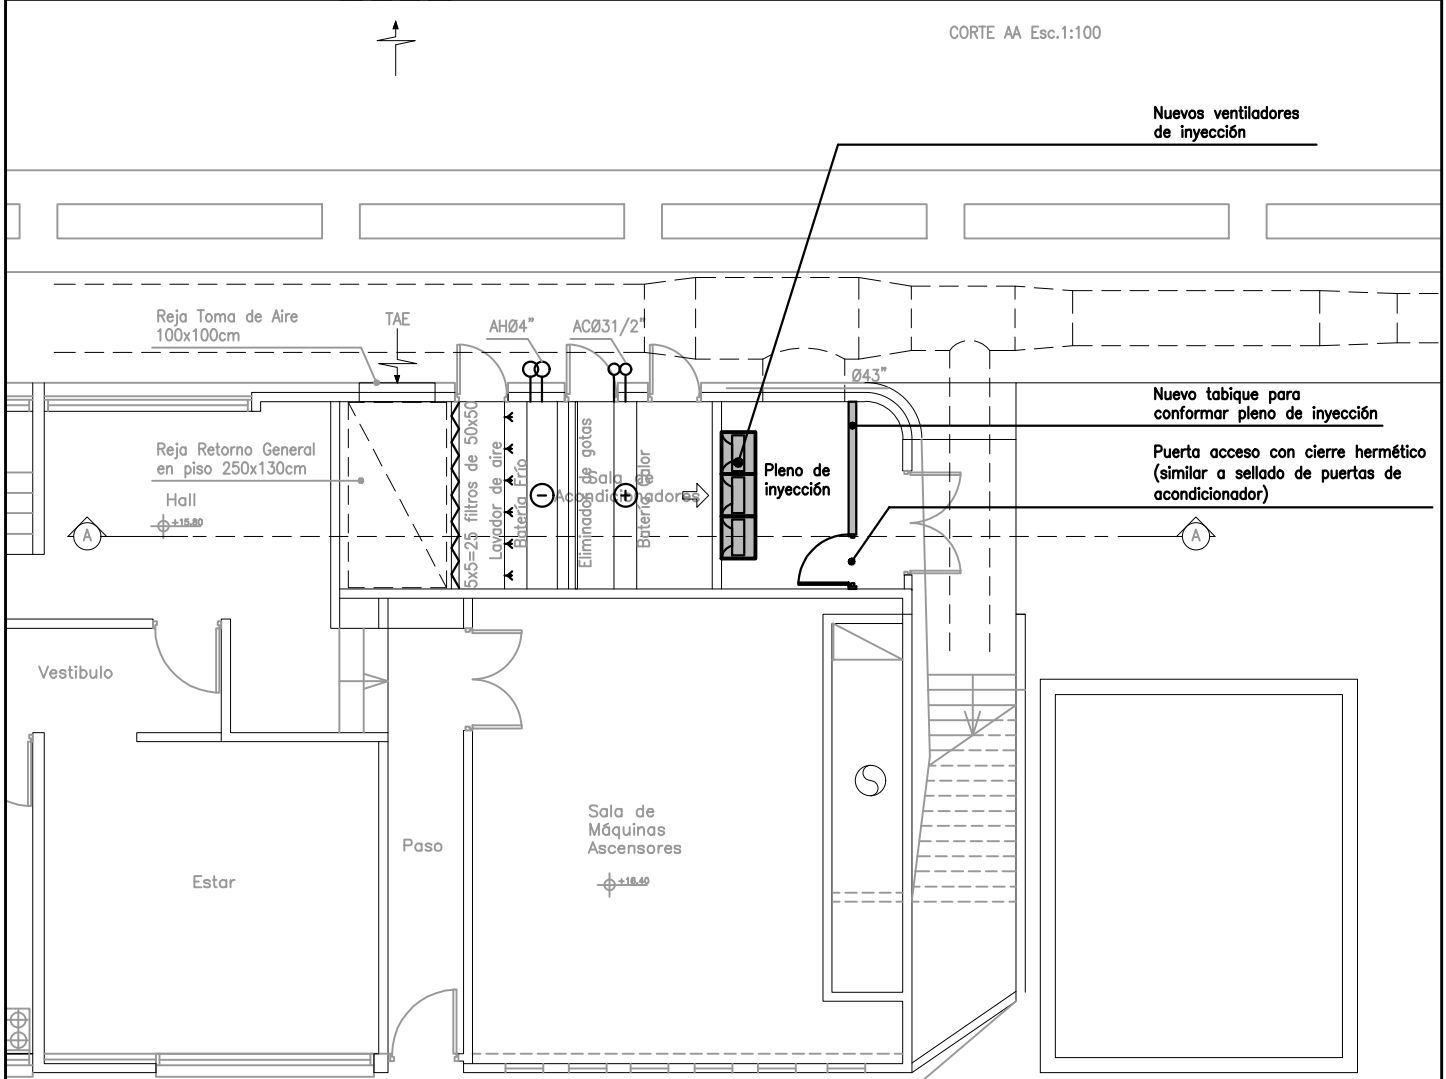 CORTE AA Esc.1:100
Nuevos ventiladores
de inyección
Reja Toma de Aire
100x100cm
TAE
AHØ4"
ACØ31/2"
Ø43"
Nuevo tabique para
conformar pleno de inyección
Puerta acceso con cierre hermético
(similar a sellado de puertas de
acondicionador)
Reja Retorno General
en piso 250x130cm
Hall
+15.80
A
5x5=25 filtros de 50x50
Lavador de aire
Batería Frío
Eliminador de gotas
Sala de
Acondicionadores
Batería Calor
Pleno de
inyección
A
Vestibulo
Estar
Paso
Sala de
Máquinas
Ascensores
+16.40